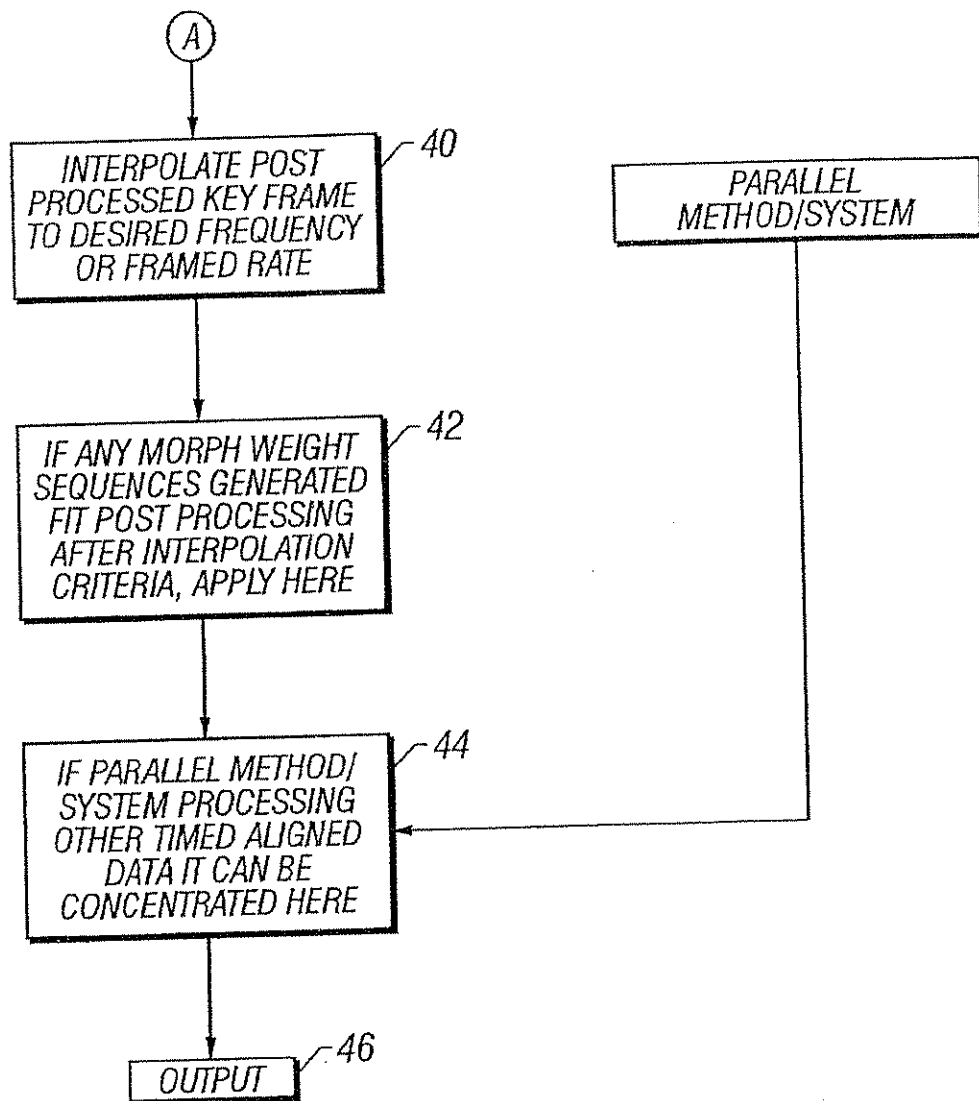 A
INTERPOLATE POST
PROCESSED KEY FRAME
TO DESIRED FREQUENCY
OR FRAMED RATE
40
PARALLEL
METHOD/SYSTEM
IF ANY MORPH WEIGHT
SEQUENCES GENERATED
FIT POST PROCESSING
AFTER INTERPOLATION
CRITERIA, APPLY HERE
42
IF PARALLEL METHOD/
SYSTEM PROCESSING
OTHER TIMED ALIGNED
DATA IT CAN BE
CONCENTRATED HERE
44
OUTPUT
46